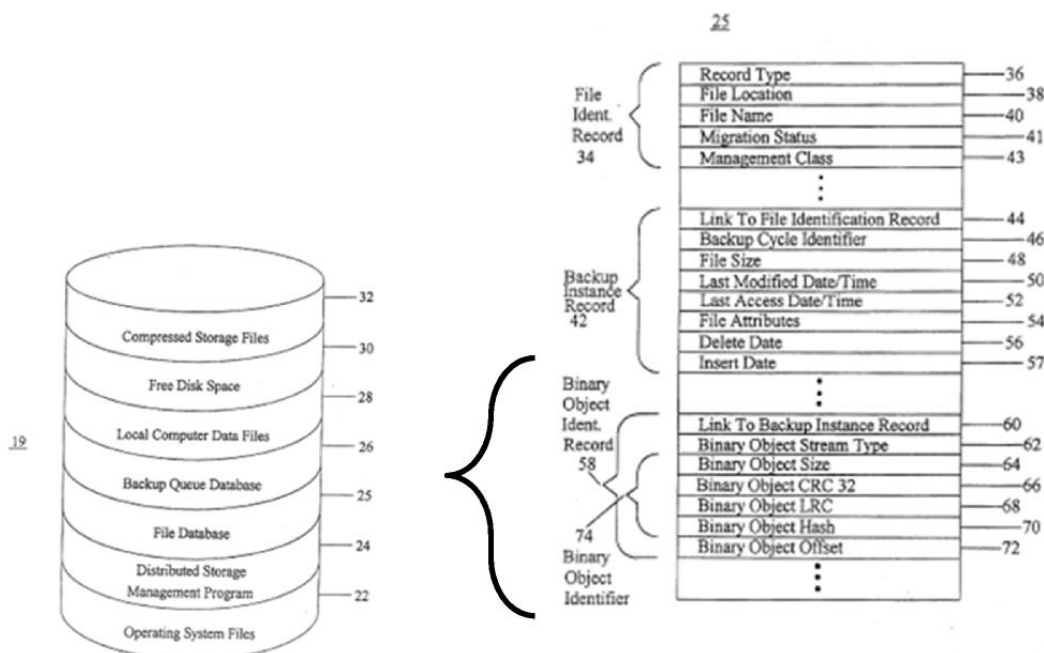 25
Record Type
36
File Location
38
File Name
40
Migration Status
41
Management Class
43
File
Ident.
Record
34
Link To File Identification Record
44
Backup Cycle Identifier
46
File Size
48
Last Modified Date/Time
50
Last Access Date/Time
52
File Attributes
54
Delete Date
56
Insert Date
57
Backup
Instance
Record
42
Binary
Object
Ident.
Record
58
Link To Backup Instance Record
60
Binary Object Stream Type
62
Binary Object Size
64
Binary Object CRC 32
66
Binary Object LRC
68
Binary Object Hash
70
Binary Object Offset
72
74
Binary
Object
Identifier
19
32
Compressed Storage Files
30
Free Disk Space
28
Local Computer Data Files
26
Backup Queue Database
25
File Database
24
Distributed Storage
Management Program
22
Operating System Files